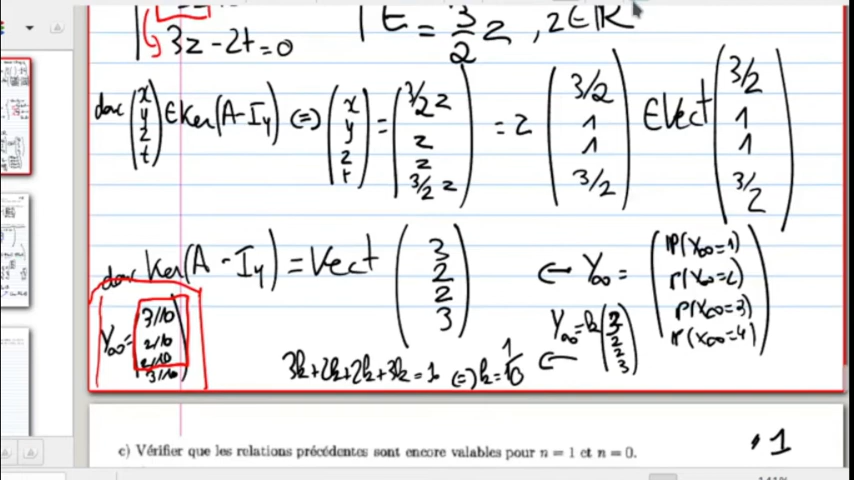 3z - 2t = 0
t = 3/2 z , z ∈ ℝ
donc (x y z t) ∈ Ker(A - I₄) ⇔ (x y z t) = (3/2 z z z 3/2 z) = z (3/2 1 1 3/2) ∈ Vect (3/2 1 1 3/2)
donc Ker(A - I₄) = Vect (3 2 2 3) ← Y∞ = (P(X∞=1) P(X∞=2) P(X∞=3) P(X∞=4))
Y∞ = (3/10 2/10 2/10 3/10)
← Y∞ = k (3 2 2 3)
3k + 2k + 2k + 3k = 1 ⇔ k = 1/10
c) Vérifier que les relations précédentes sont encore valables pour n = 1 et n = 0.
. 1